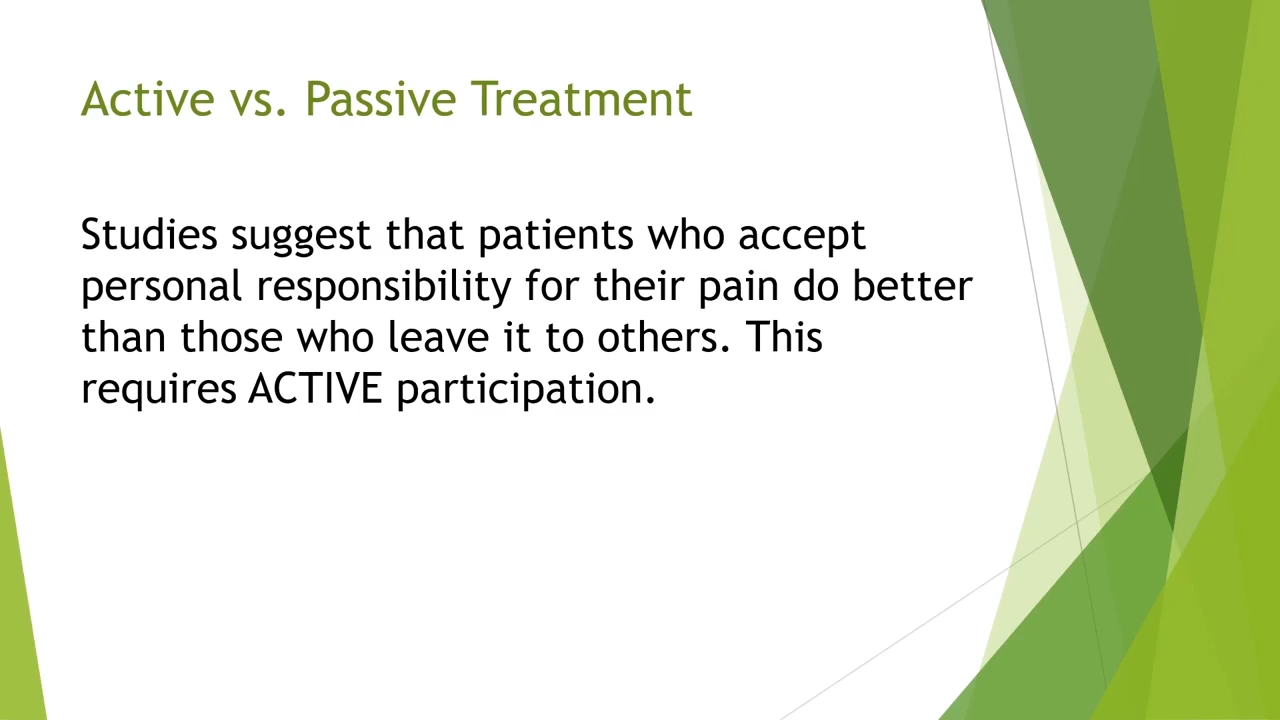 Active vs. Passive Treatment
Studies suggest that patients who accept
personal responsibility for their pain do better
than those who leave it to others. This
requires ACTIVE participation.